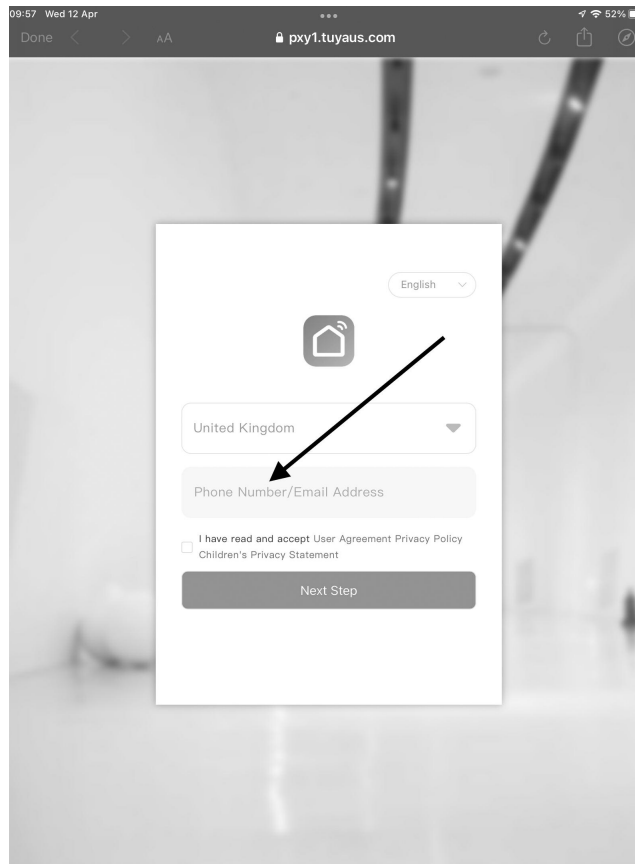 09:57 Wed 12 Apr
52%
Done
AA
pxy1.tuyaus.com
English
United Kingdom
Phone Number/Email Address
I have read and accept User Agreement Privacy Policy
Children's Privacy Statement
Next Step